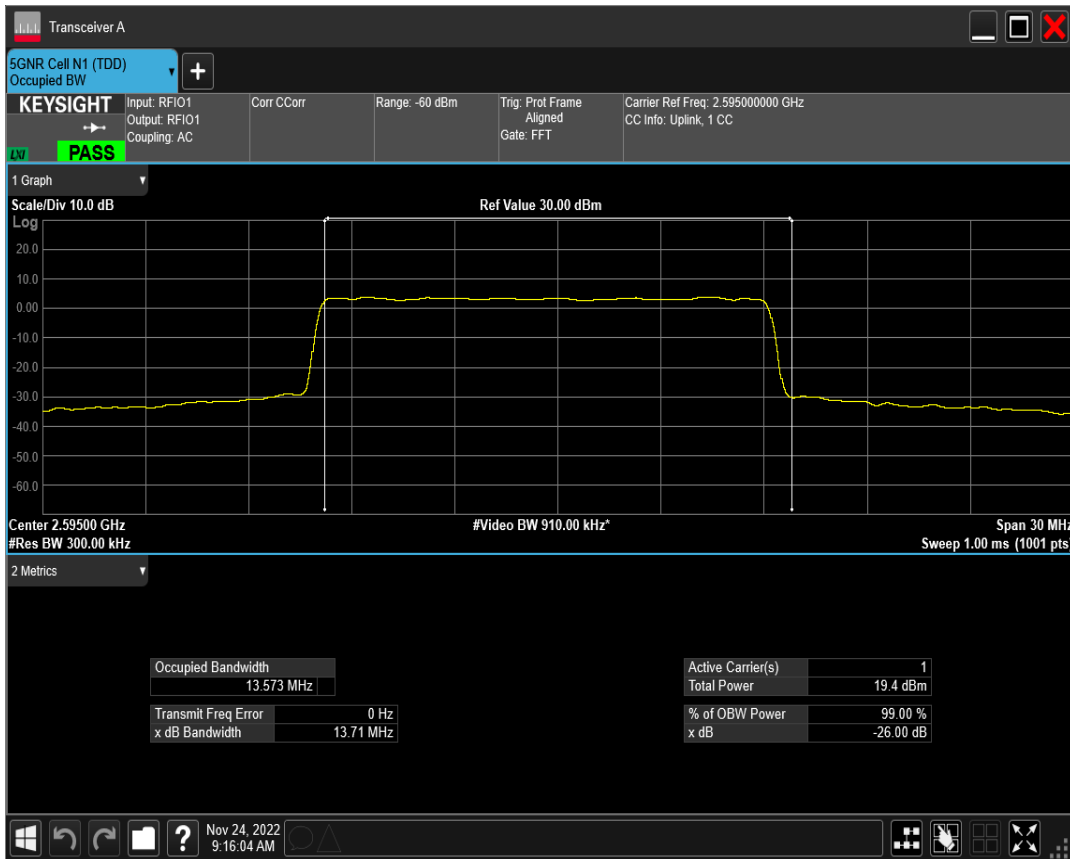 Transceiver A
5GNR Cell N1 (TDD)
Occupied BW
+
KEYSIGHT
LXI
PASS
Input: RFIO1
Output: RFIO1
Coupling: AC
Corr CCorr
Range: -60 dBm
Trig: Prot Frame
Aligned
Gate: FFT
Carrier Ref Freq: 2.595000000 GHz
CC Info: Uplink, 1 CC
1 Graph
Scale/Div 10.0 dB
Ref Value 30.00 dBm
Log
20.0
10.0
0.00
-10.0
-20.0
-30.0
-40.0
-50.0
-60.0
Center 2.59500 GHz
#Video BW 910.00 kHz*
Span 30 MHz
#Res BW 300.00 kHz
Sweep 1.00 ms (1001 pts)
2 Metrics
Occupied Bandwidth
13.573 MHz
Transmit Freq Error 0 Hz
x dB Bandwidth 13.71 MHz
Active Carrier(s) 1
Total Power 19.4 dBm
% of OBW Power 99.00 %
x dB -26.00 dB
?
Nov 24, 2022
9:16:04 AM